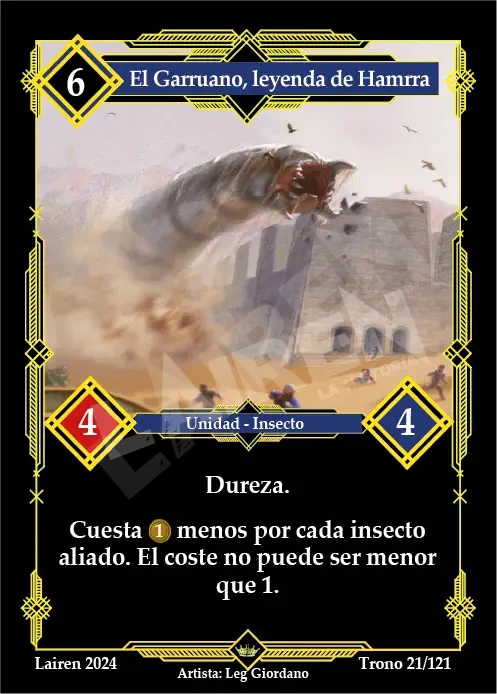 6
El Garruano, leyenda de Hamrra
LAIREN
4
Unidad - Insecto
4
Dureza.
Cuesta 1 menos por cada insecto
aliado. El coste no puede ser menor
que 1.
Lairen 2024
Artista: Leg Giordano
Trono 21/121